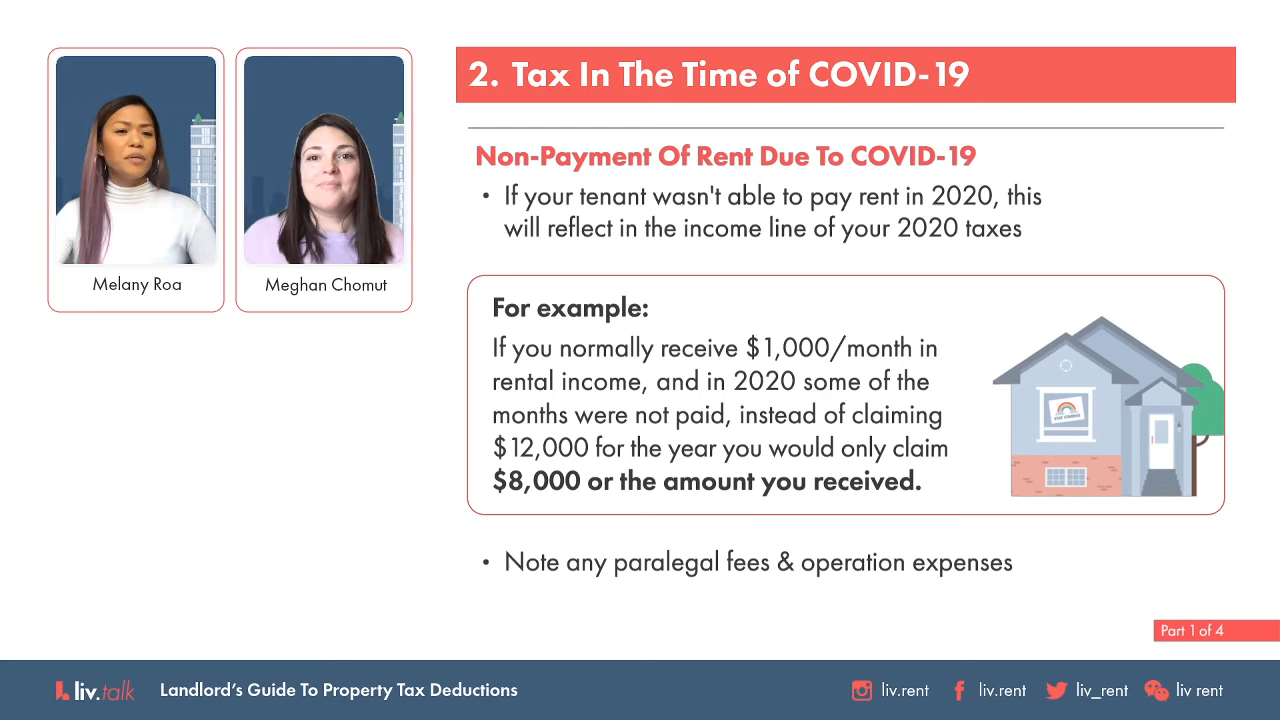 2. Tax In The Time of COVID-19
Non-Payment Of Rent Due To COVID-19
• If your tenant wasn't able to pay rent in 2020, this
will reflect in the income line of your 2020 taxes
Melany Roa
Meghan Chomut
For example:
If you normally receive $1,000/month in
rental income, and in 2020 some of the
months were not paid, instead of claiming
$12,000 for the year you would only claim
$8,000 or the amount you received.
• Note any paralegal fees & operation expenses
Part 1 of 4
liv.talk
Landlord's Guide To Property Tax Deductions
liv.rent
liv.rent
liv_rent
liv rent